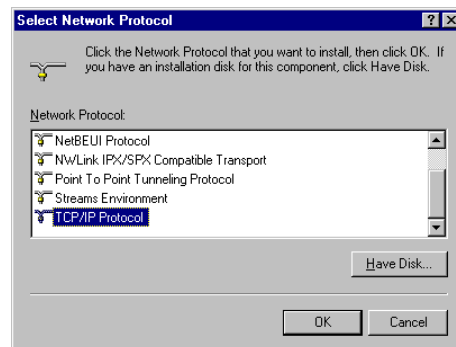 Select Network Protocol
Click the Network Protocol that you want to install, then click OK. If
you have an installation disk for this component, click Have Disk.
Network Protocol:
NetBEUI Protocol
NWLink IPX/SPX Compatible Transport
Point To Point Tunneling Protocol
Streams Environment
TCP/IP Protocol
Have Disk...
OK
Cancel